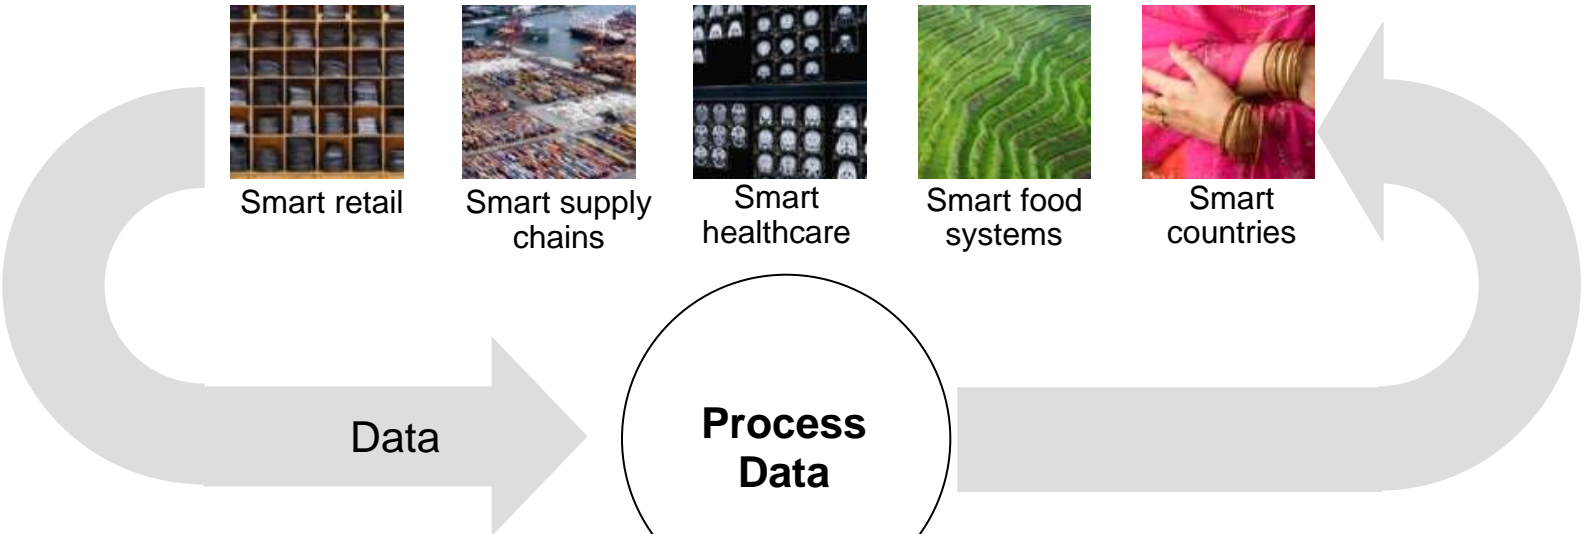 Smart retail
Smart supply
chains
Smart
healthcare
Smart food
systems
Smart
countries
Data
Process
Data